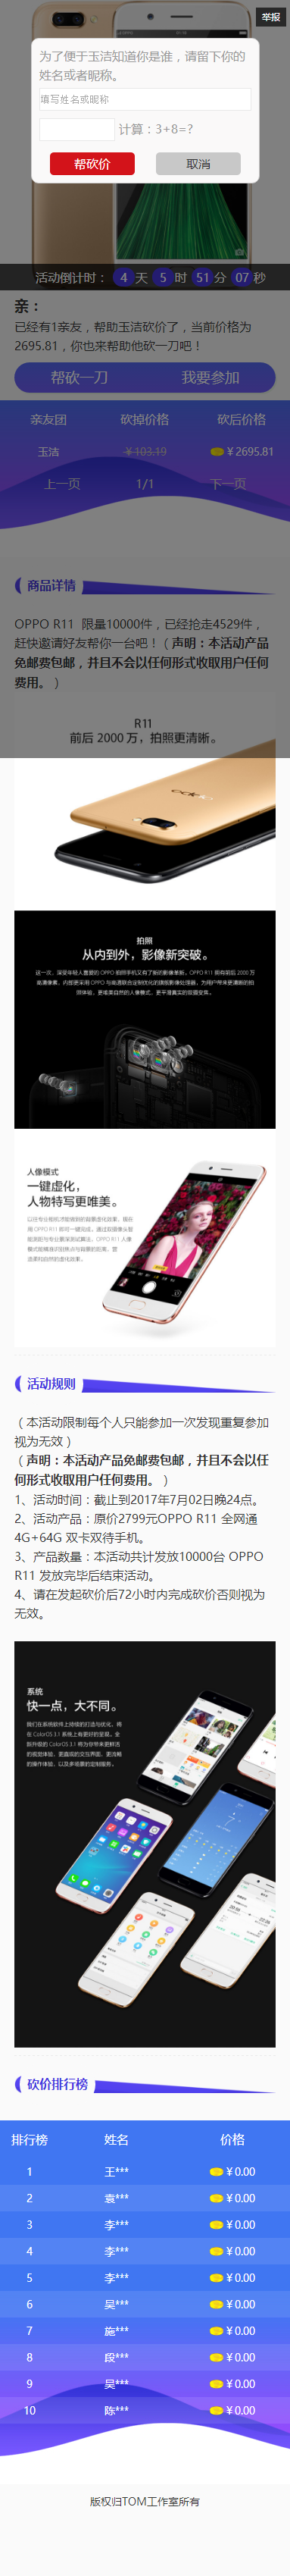 举报
为了便于玉洁知道你是谁，请留下你的
姓名或者昵称。
填写姓名或昵称
计算：3+8=?
帮砍价 取消
活动倒计时： 4 天 5 时 51 分 07 秒
亲：
已经有1亲友，帮助玉洁砍价了，当前价格为
2695.81，你也来帮助他砍一刀吧！
帮砍一刀 我要参加
亲友团 砍掉价格 砍后价格
玉洁 ￥103.19 ￥2695.81
上一页 1/1 下一页
商品详情
OPPO R11 限量10000件，已经抢走4529件，
赶快邀请好友帮你一台吧！（声明：本活动产品
免邮费包邮，并且不会以任何形式收取用户任何
费用。）
R11
前后 2000 万，拍照更清晰。
拍照
从内到外，影像新突破。
人像模式
一键虚化，
人物特写更唯美。
活动规则
（本活动限制每个人只能参加一次发现重复参加
视为无效）
（声明：本活动产品免邮费包邮，并且不会以任
何形式收取用户任何费用。）
1、活动时间：截止到2017年7月02日晚24点。
2、活动产品：原价2799元OPPO R11 全网通
4G+64G 双卡双待手机。
3、产品数量：本活动共计发放10000台 OPPO
R11 发放完毕后结束活动。
4、请在发起砍价后72小时内完成砍价否则视为
无效。
系统
快一点，大不同。
砍价排行榜
排行榜 姓名 价格
1 王*** ￥0.00
2 袁*** ￥0.00
3 李*** ￥0.00
4 李*** ￥0.00
5 李*** ￥0.00
6 吴*** ￥0.00
7 施*** ￥0.00
8 段*** ￥0.00
9 吴*** ￥0.00
10 陈*** ￥0.00
版权归TOM工作室所有